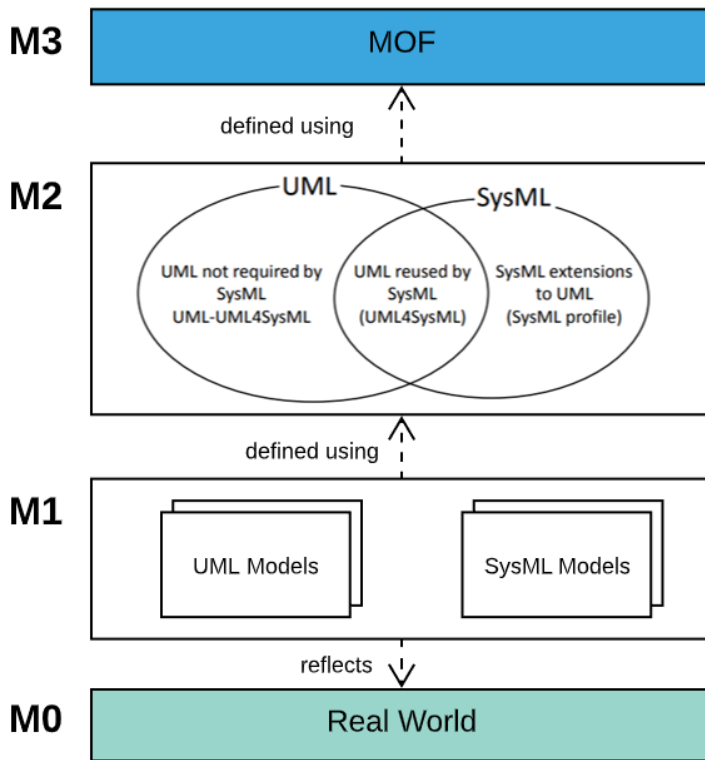 M3
MOF
defined using
M2
UML
SysML
UML not required by
SysML
UML-UML4SysML
UML reused by
SysML
(UML4SysML)
SysML extensions
to UML
(SysML profile)
defined using
M1
UML Models
SysML Models
reflects
M0
Real World